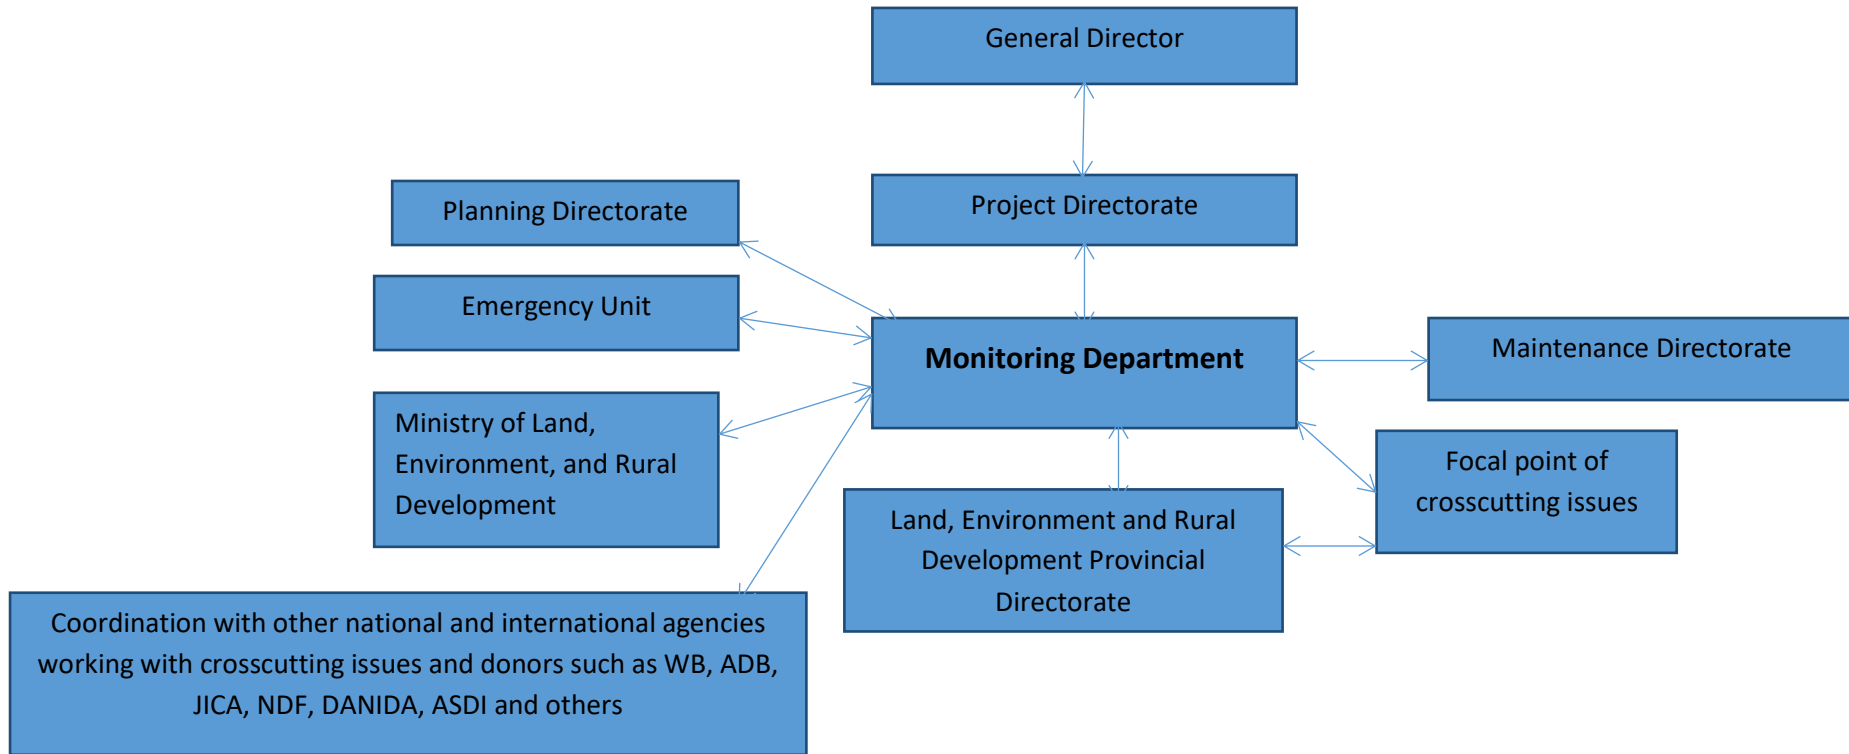 General Director
Project Directorate
Planning Directorate
Emergency Unit
Monitoring Department
Maintenance Directorate
Ministry of Land,
Environment, and Rural
Development
Focal point of
crosscutting issues
Land, Environment and Rural
Development Provincial
Directorate
Coordination with other national and international agencies
working with crosscutting issues and donors such as WB, ADB,
JICA, NDF, DANIDA, ASDI and others